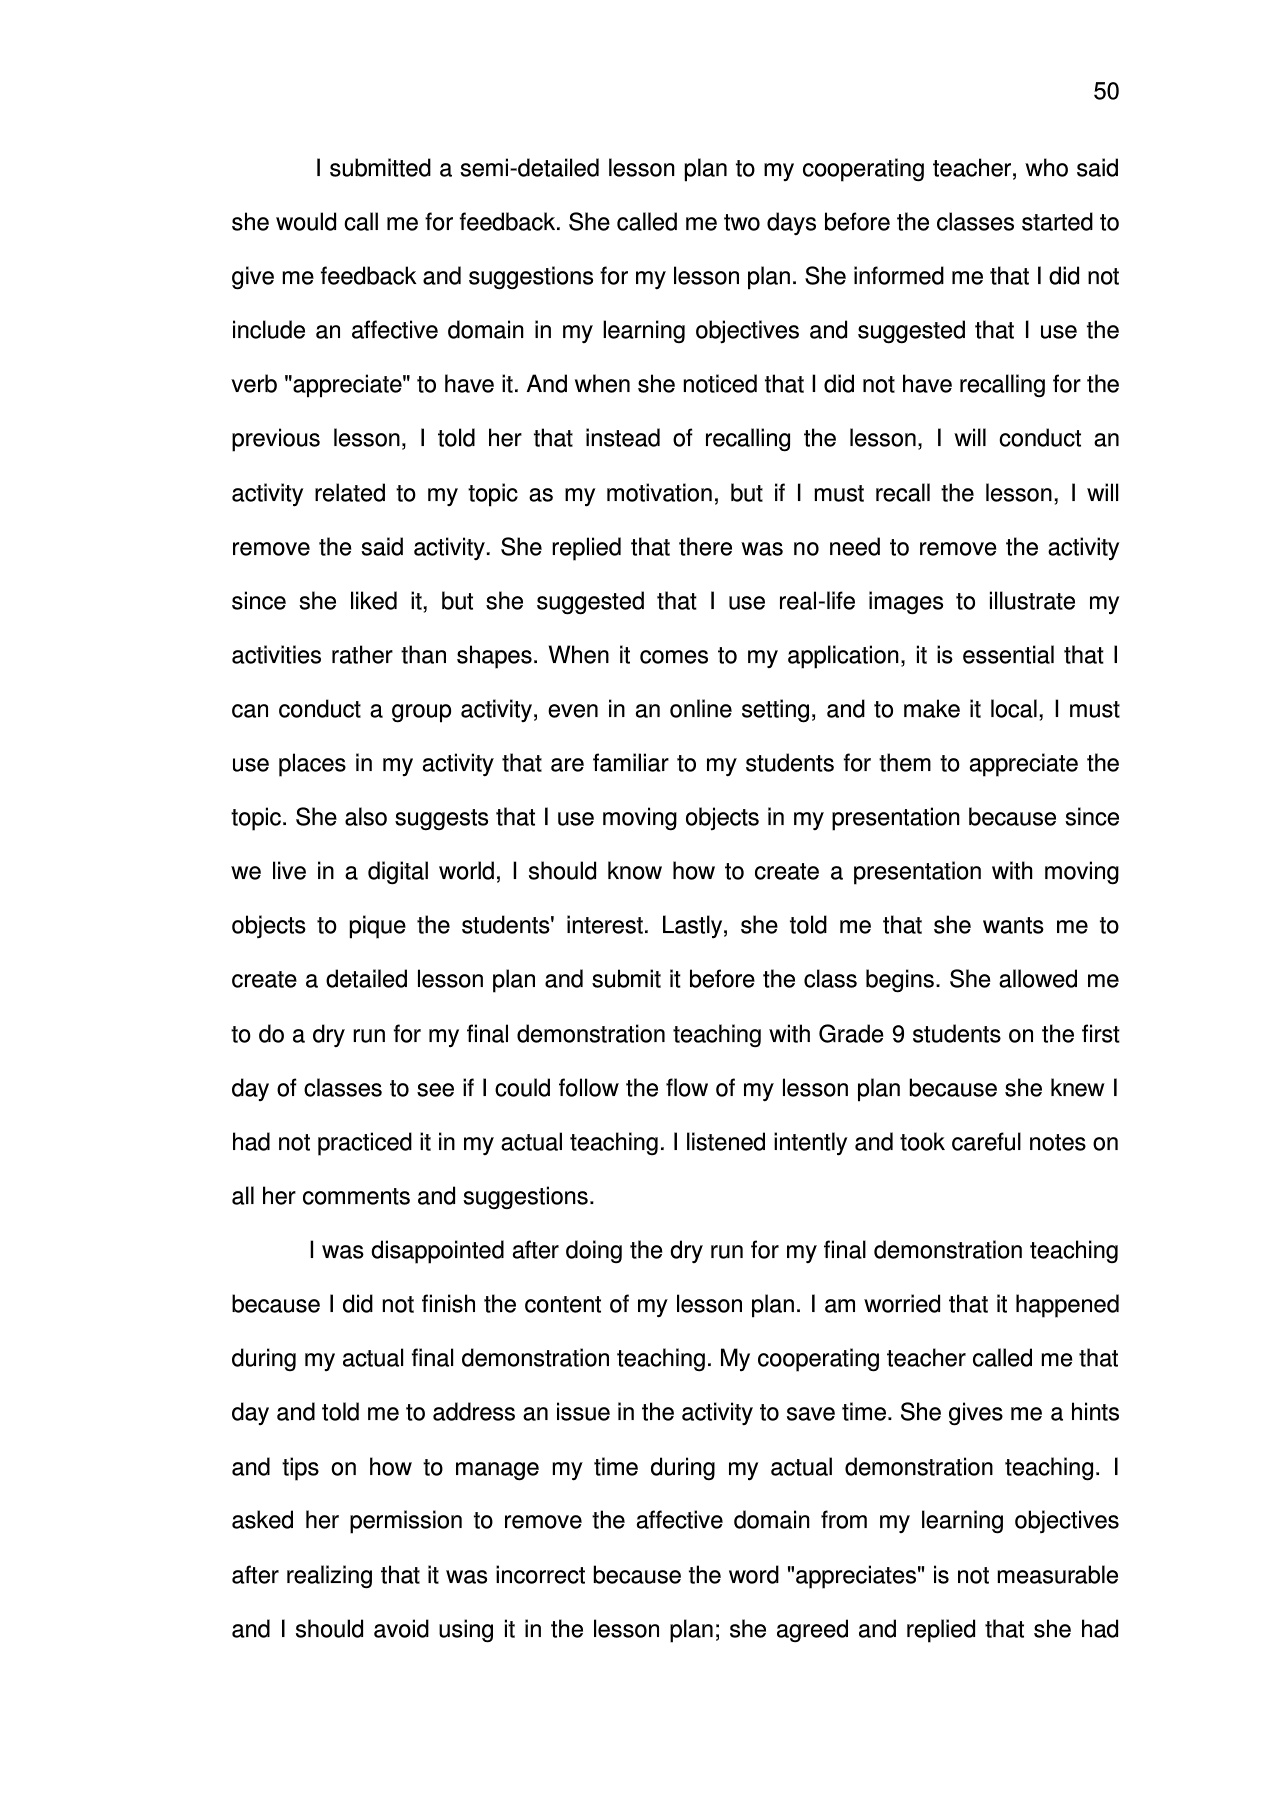 50
I submitted a semi-detailed lesson plan to my cooperating teacher, who said
she would call me for feedback. She called me two days before the classes started to
give me feedback and suggestions for my lesson plan. She informed me that I did not
include an affective domain in my learning objectives and suggested that I use the
verb "appreciate" to have it. And when she noticed that I did not have recalling for the
previous lesson, I told her that instead of recalling the lesson, I will conduct an
activity related to my topic as my motivation, but if I must recall the lesson, I will
remove the said activity. She replied that there was no need to remove the activity
since she liked it, but she suggested that I use real-life images to illustrate my
activities rather than shapes. When it comes to my application, it is essential that I
can conduct a group activity, even in an online setting, and to make it local, I must
use places in my activity that are familiar to my students for them to appreciate the
topic. She also suggests that I use moving objects in my presentation because since
we live in a digital world, I should know how to create a presentation with moving
objects to pique the students' interest. Lastly, she told me that she wants me to
create a detailed lesson plan and submit it before the class begins. She allowed me
to do a dry run for my final demonstration teaching with Grade 9 students on the first
day of classes to see if I could follow the flow of my lesson plan because she knew I
had not practiced it in my actual teaching. I listened intently and took careful notes on
all her comments and suggestions.
I was disappointed after doing the dry run for my final demonstration teaching
because I did not finish the content of my lesson plan. I am worried that it happened
during my actual final demonstration teaching. My cooperating teacher called me that
day and told me to address an issue in the activity to save time. She gives me a hints
and tips on how to manage my time during my actual demonstration teaching. I
asked her permission to remove the affective domain from my learning objectives
after realizing that it was incorrect because the word "appreciates" is not measurable
and I should avoid using it in the lesson plan; she agreed and replied that she had